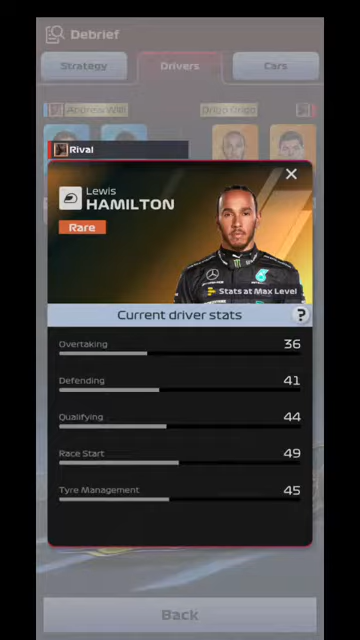 Debrief
Strategy
Drivers
Cars
Rival
Lewis
HAMILTON
Rare
Stats at Max Level
Current driver stats
?
Overtaking 36
Defending 41
Qualifying 44
Race Start 49
Tyre Management 45
Back